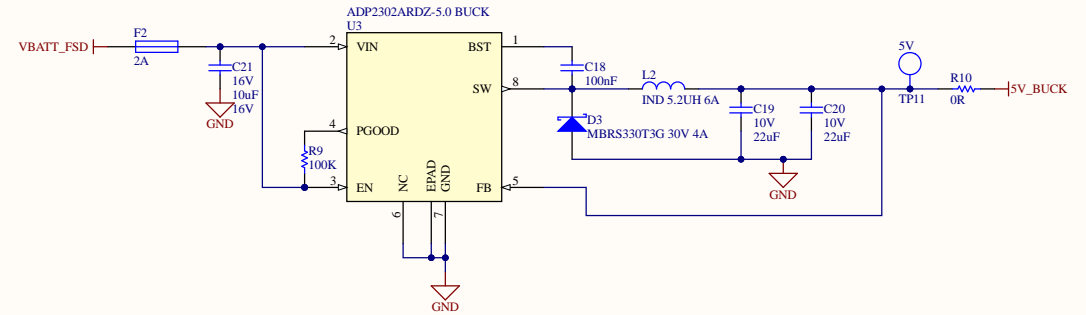 ADP2302ARDZ-5.0 BUCK
U3
VBATT_FSD
F2
2A
C21
16V
10uF
16V
GND
2
VIN
4
PGOOD
R9
100K
3
EN
NC
EPAD
GND
6
7
GND
BST
1
SW
8
FB
5
C18
100nF
D3
MBRS330T3G 30V 4A
L2
IND 5.2UH 6A
C19
10V
22uF
C20
10V
22uF
GND
5V
TP11
R10
0R
5V_BUCK